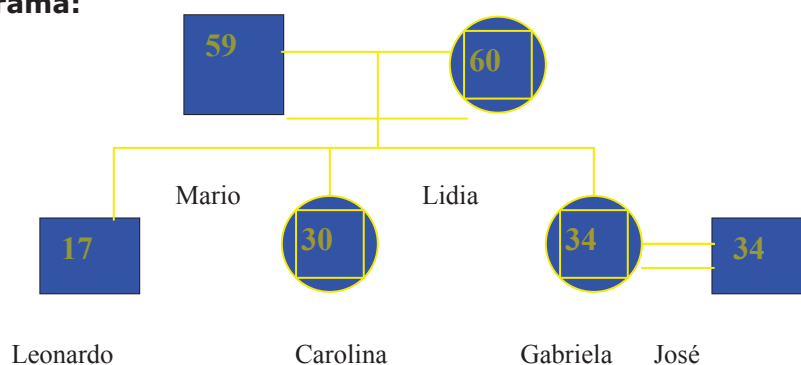 rama:
59 60
Mario Lidia
17 30 34 34
Leonardo Carolina Gabriela José